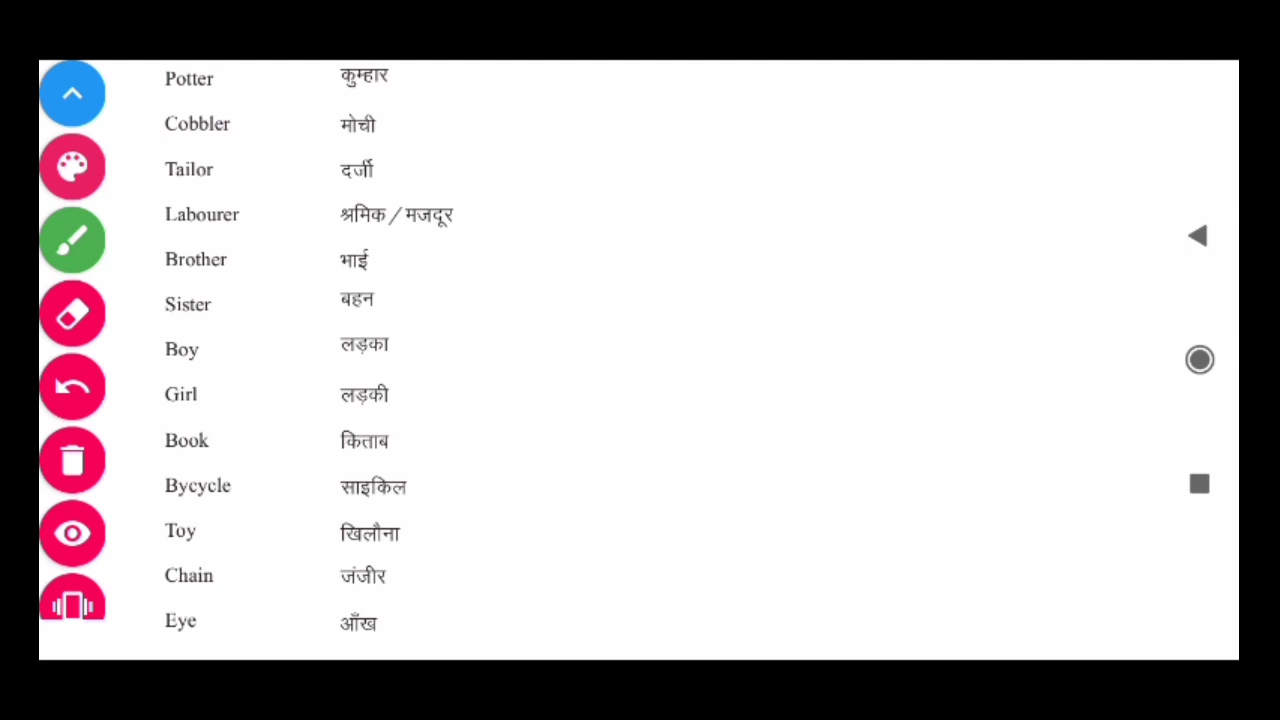 Potter कुम्हार
Cobbler मोची
Tailor दर्जी
Labourer श्रमिक / मजदूर
Brother भाई
Sister बहन
Boy लड़का
Girl लड़की
Book किताब
Bycycle साइकिल
Toy खिलौना
Chain जंजीर
Eye आँख